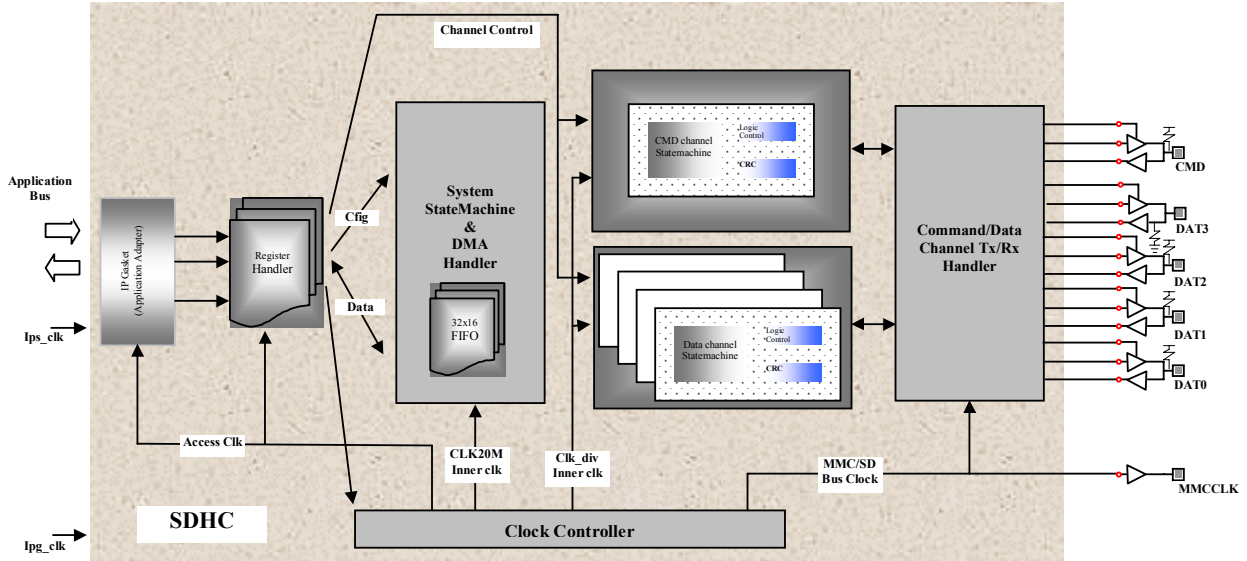 Channel Control
CMD channel
Statemachine
Logic
Control
CRC
CMD
Application
Bus
IP Gasket
(Application Adapter)
Register
Handler
Cfig
Data
System
StateMachine
&
DMA
Handler
32x16
FIFO
Data channel
Statemachine
Logic
Control
CRC
Command/Data
Channel Tx/Rx
Handler
DAT3
DAT2
DAT1
DAT0
Ips_clk
Access Clk
CLK20M
Inner clk
Clk_div
Inner clk
MMC/SD
Bus Clock
MMCCLK
SDHC
Clock Controller
Ipg_clk